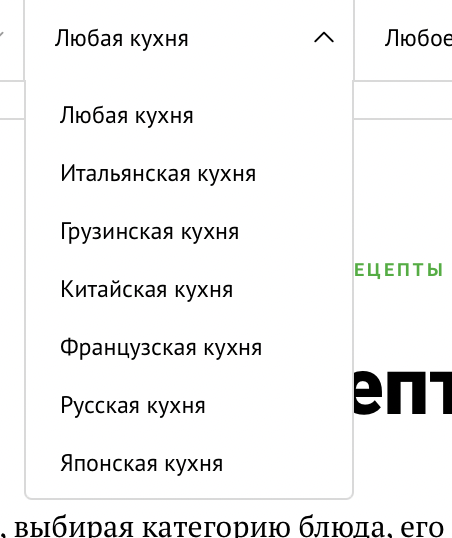 Любая кухня
Любое
Любая кухня
Итальянская кухня
Грузинская кухня
ЕЦЕПТЫ
Китайская кухня
Французская кухня
епт
Русская кухня
Японская кухня
, выбирая категорию блюда, его